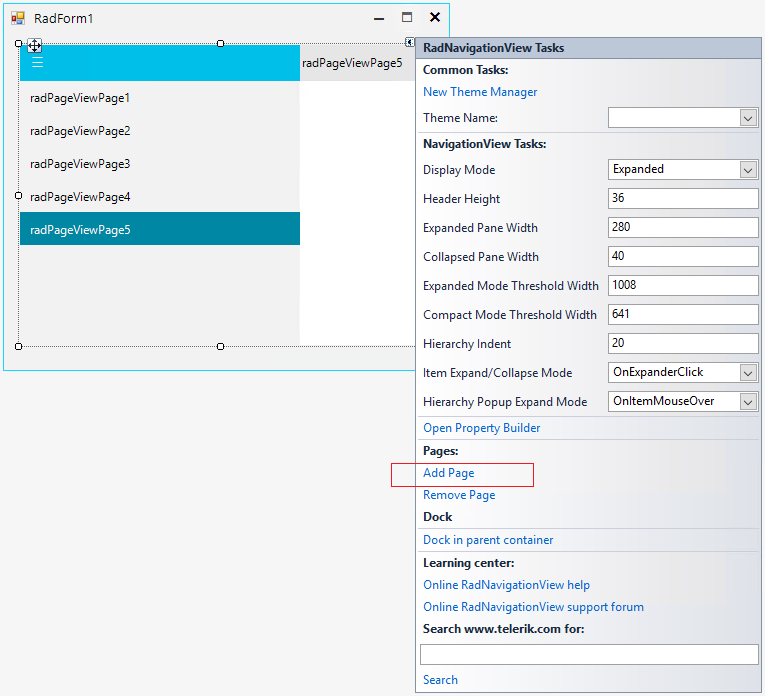 RadForm1
radPageViewPage5
radPageViewPage1
radPageViewPage2
radPageViewPage3
radPageViewPage4
radPageViewPage5
RadNavigationView Tasks
Common Tasks:
New Theme Manager
Theme Name:
NavigationView Tasks:
Display Mode Expanded
Header Height 36
Expanded Pane Width 280
Collapsed Pane Width 40
Expanded Mode Threshold Width 1008
Compact Mode Threshold Width 641
Hierarchy Indent 20
Item Expand/Collapse Mode OnExpanderClick
Hierarchy Popup Expand Mode OnItemMouseOver
Open Property Builder
Pages:
Add Page
Remove Page
Dock
Dock in parent container
Learning center:
Online RadNavigationView help
Online RadNavigationView support forum
Search www.telerik.com for:
Search